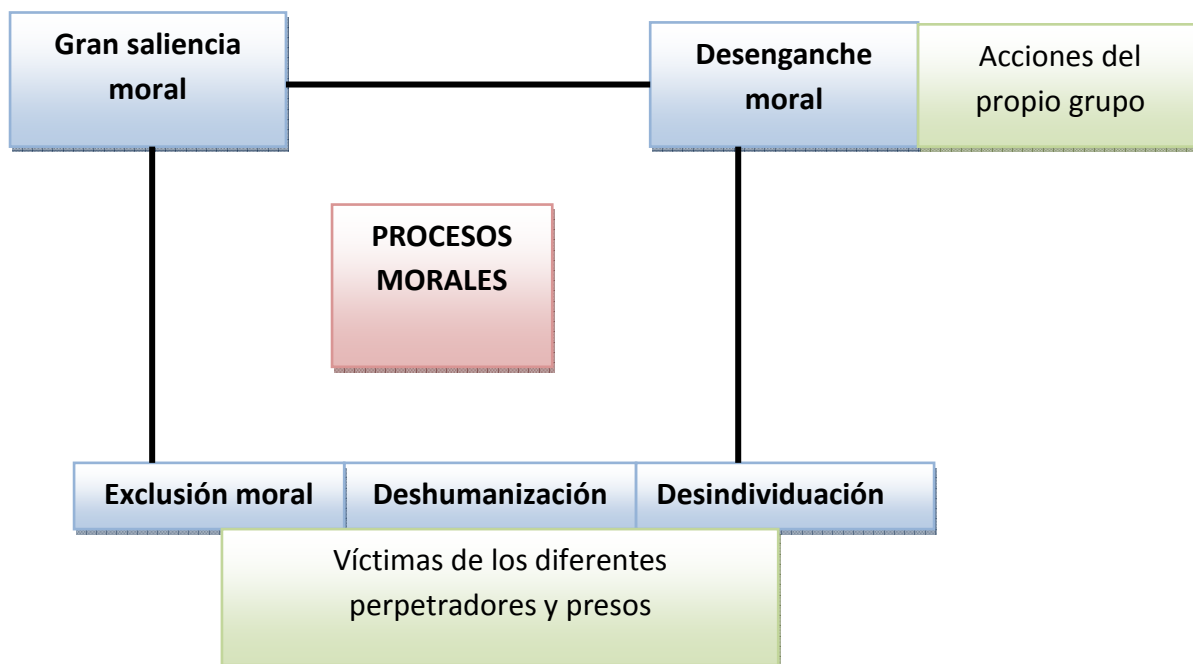 Gran saliencia
moral
Desenganche
moral
Acciones del
propio grupo
PROCESOS
MORALES
Exclusión moral
Deshumanización
Desindividuación
Víctimas de los diferentes
perpetradores y presos